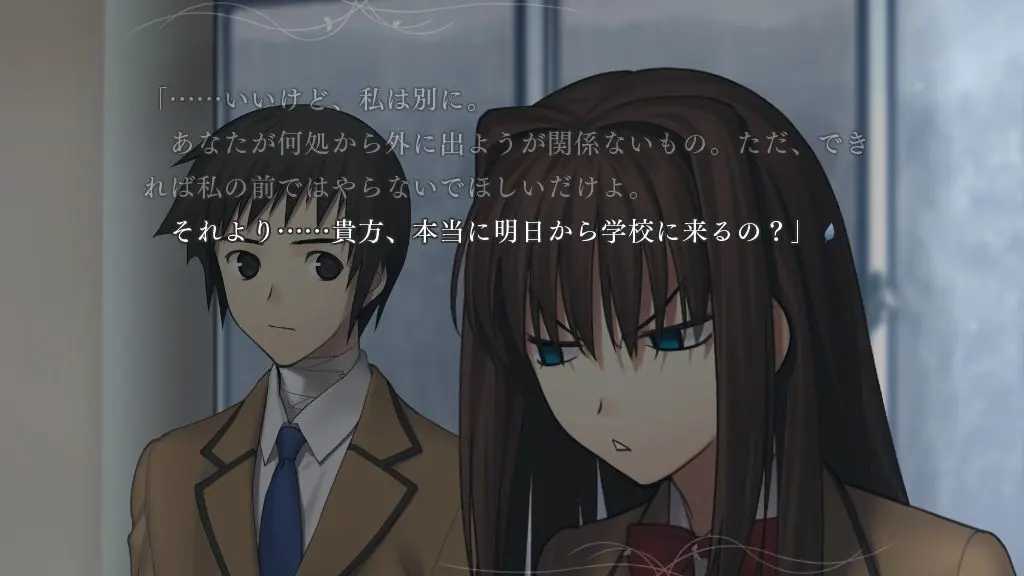 「……いいけど、私は別に。
あなたが何処から外に出ようが関係ないもの。ただ、でき
れば私の前ではやらないでほしいだけよ。
それより……貴方、本当に明日から学校に来るの？」